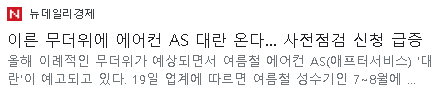 N 뉴데일리경제
이른 무더위에 에어컨 AS 대란 온다... 사전점검 신청 급증
올해 이례적인 무더위가 예상되면서 여름철 에어컨 AS(애프터서비스) '대
란'이 예고되고 있다. 19일 업계에 따르면 여름철 성수기인 7~8월에 ...